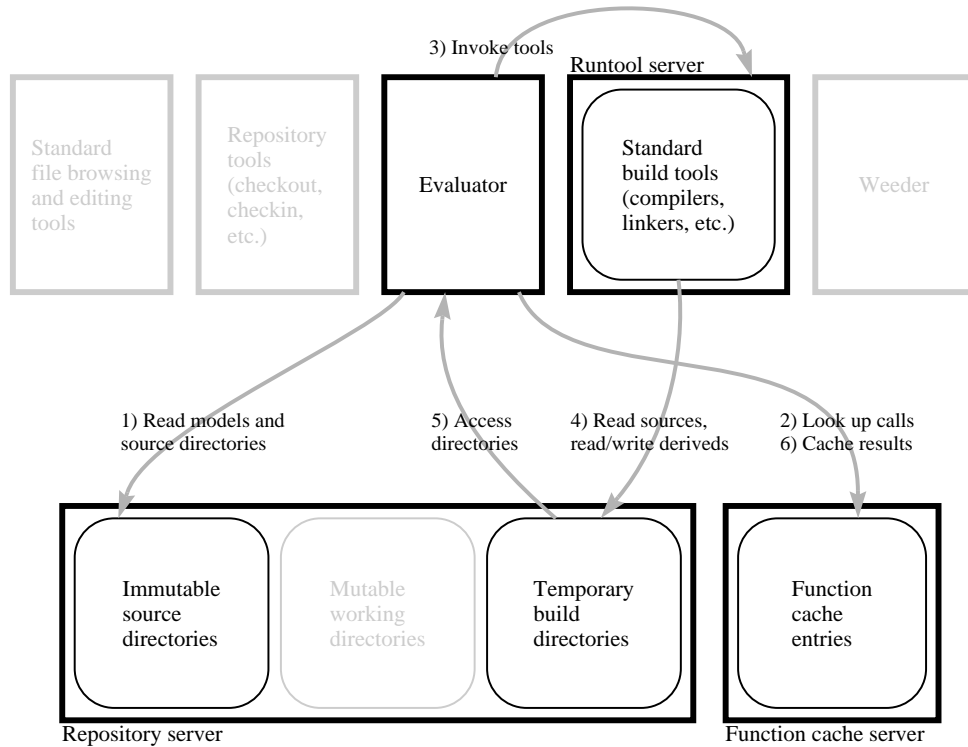 3) Invoke tools
Runtool server
Standard
file browsing
and editing
tools
Repository
tools
(checkout,
checkin,
etc.)
Evaluator
Standard
build tools
(compilers,
linkers, etc.)
Weeder
1) Read models and
source directories
5) Access
directories
4) Read sources,
read/write deriveds
2) Look up calls
6) Cache results
Immutable
source
directories
Mutable
working
directories
Temporary
build
directories
Function
cache
entries
Repository server
Function cache server